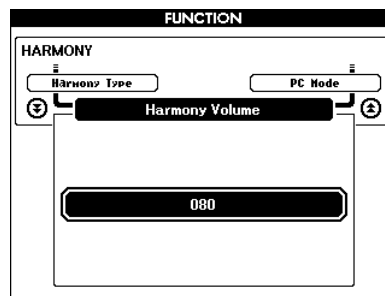 FUNCTION
HARMONY
Harmony Type PC Mode
Harmony Volume
080